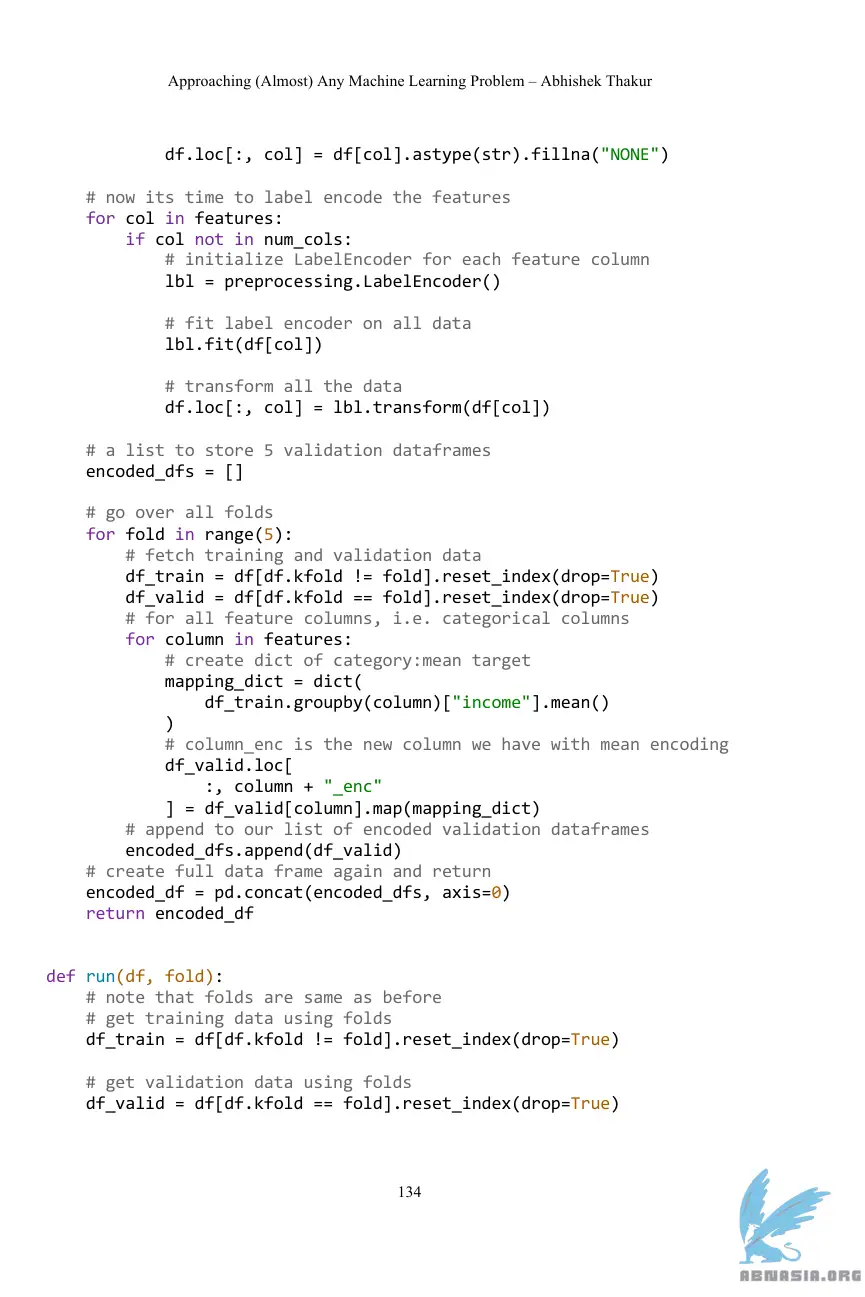 Approaching (Almost) Any Machine Learning Problem – Abhishek Thakur
            df.loc[:, col] = df[col].astype(str).fillna("NONE")
    # now its time to label encode the features
    for col in features:
        if col not in num_cols:
            # initialize LabelEncoder for each feature column
            lbl = preprocessing.LabelEncoder()
            # fit label encoder on all data
            lbl.fit(df[col])
            # transform all the data
            df.loc[:, col] = lbl.transform(df[col])
    # a list to store 5 validation dataframes
    encoded_dfs = []
    # go over all folds
    for fold in range(5):
        # fetch training and validation data
        df_train = df[df.kfold != fold].reset_index(drop=True)
        df_valid = df[df.kfold == fold].reset_index(drop=True)
        # for all feature columns, i.e. categorical columns
        for column in features:
            # create dict of category:mean target
            mapping_dict = dict(
                df_train.groupby(column)["income"].mean()
            )
            # column_enc is the new column we have with mean encoding
            df_valid.loc[
                :, column + "_enc"
            ] = df_valid[column].map(mapping_dict)
        # append to our list of encoded validation dataframes
        encoded_dfs.append(df_valid)
    # create full data frame again and return
    encoded_df = pd.concat(encoded_dfs, axis=0)
    return encoded_df
def run(df, fold):
    # note that folds are same as before
    # get training data using folds
    df_train = df[df.kfold != fold].reset_index(drop=True)
    # get validation data using folds
    df_valid = df[df.kfold == fold].reset_index(drop=True)
134
ABNASIA.ORG